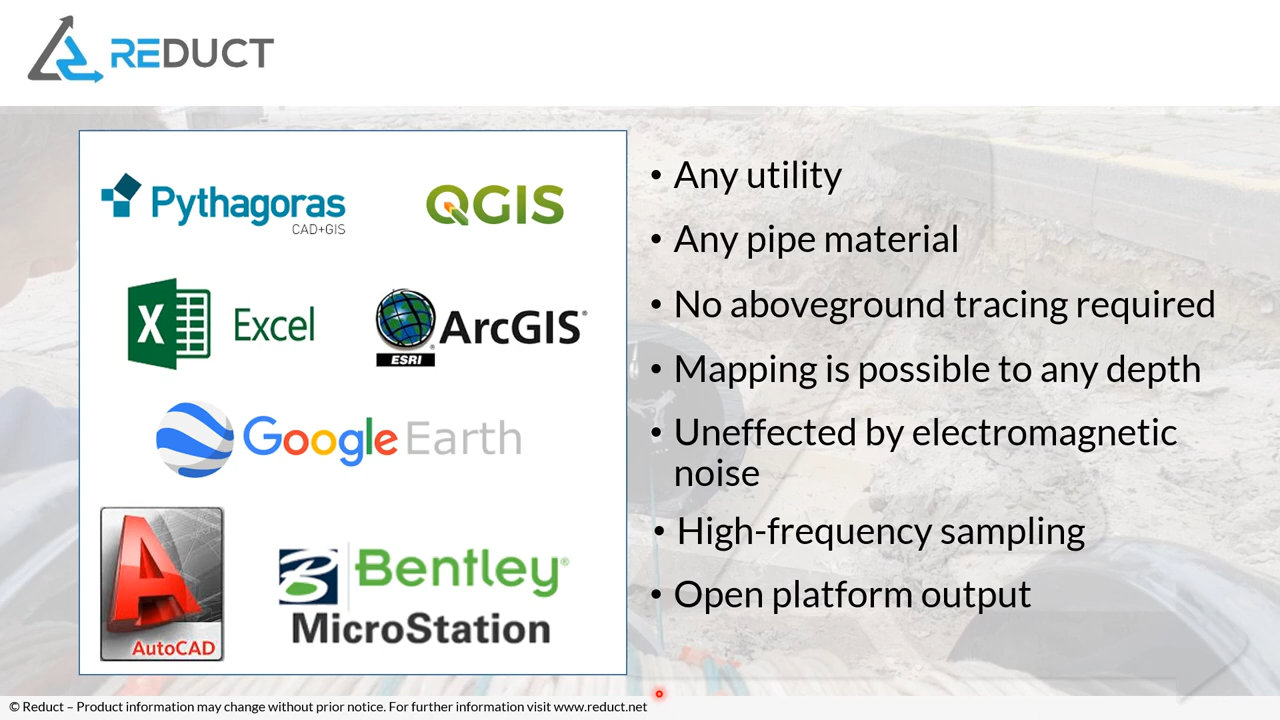 REDUCT
Pythagoras
CAD+GIS
QGIS
X
Excel
ArcGIS®
ESRI ®
Google Earth
A
AutoCAD
B
Bentley®
MicroStation
• Any utility
• Any pipe material
• No aboveground tracing required
• Mapping is possible to any depth
• Uneffected by electromagnetic
noise
• High-frequency sampling
• Open platform output
© Reduct – Product information may change without prior notice. For further information visit www.reduct.net